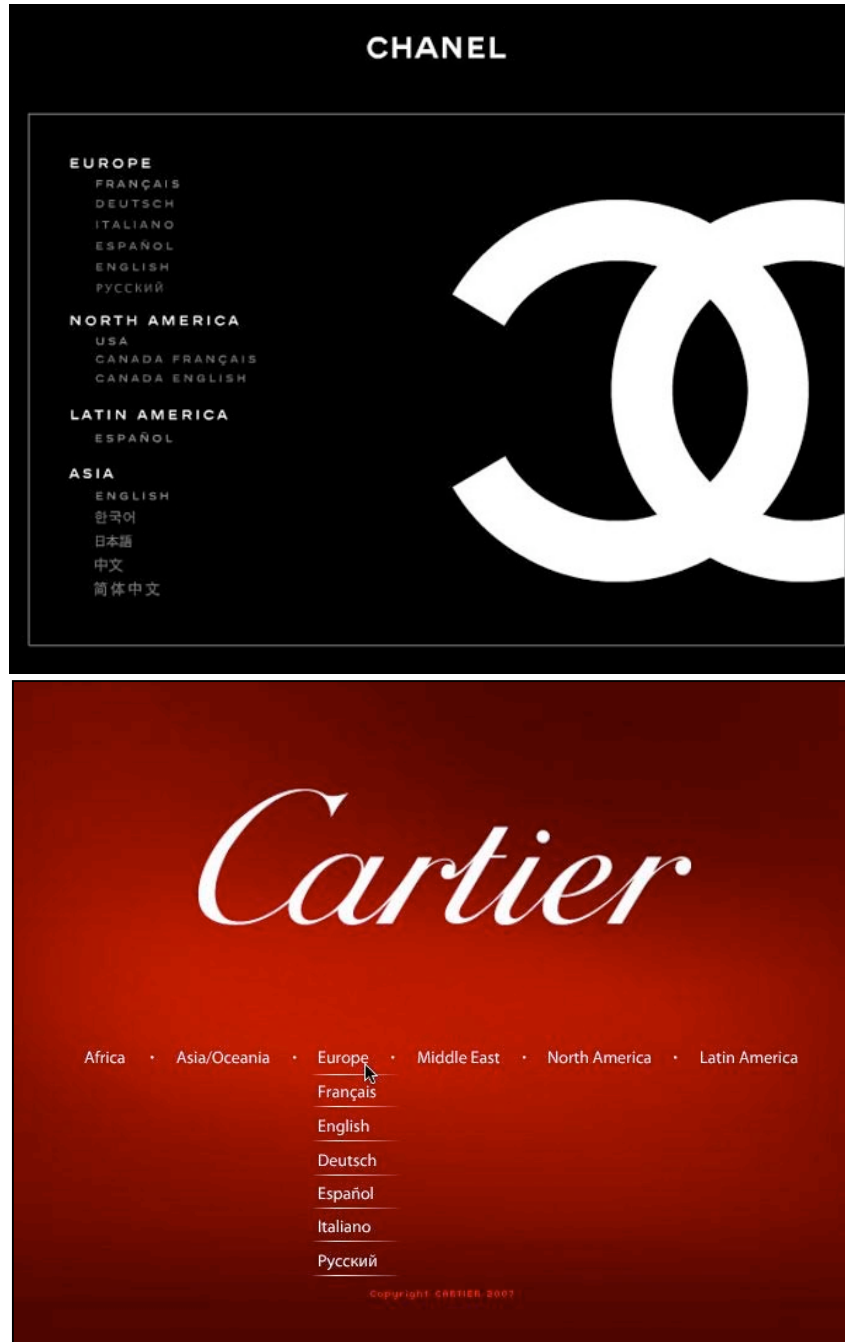 CHANEL
EUROPE
FRANÇAIS
DEUTSCH
ITALIANO
ESPAÑOL
ENGLISH
РУССКИЙ
NORTH AMERICA
USA
CANADA FRANÇAIS
CANADA ENGLISH
LATIN AMERICA
ESPAÑOL
ASIA
ENGLISH
한국어
日本語
中文
简体中文
Cartier
Africa • Asia/Oceania • Europe • Middle East • North America • Latin America
Français
English
Deutsch
Español
Italiano
Русский
Copyright CARTIER 2007